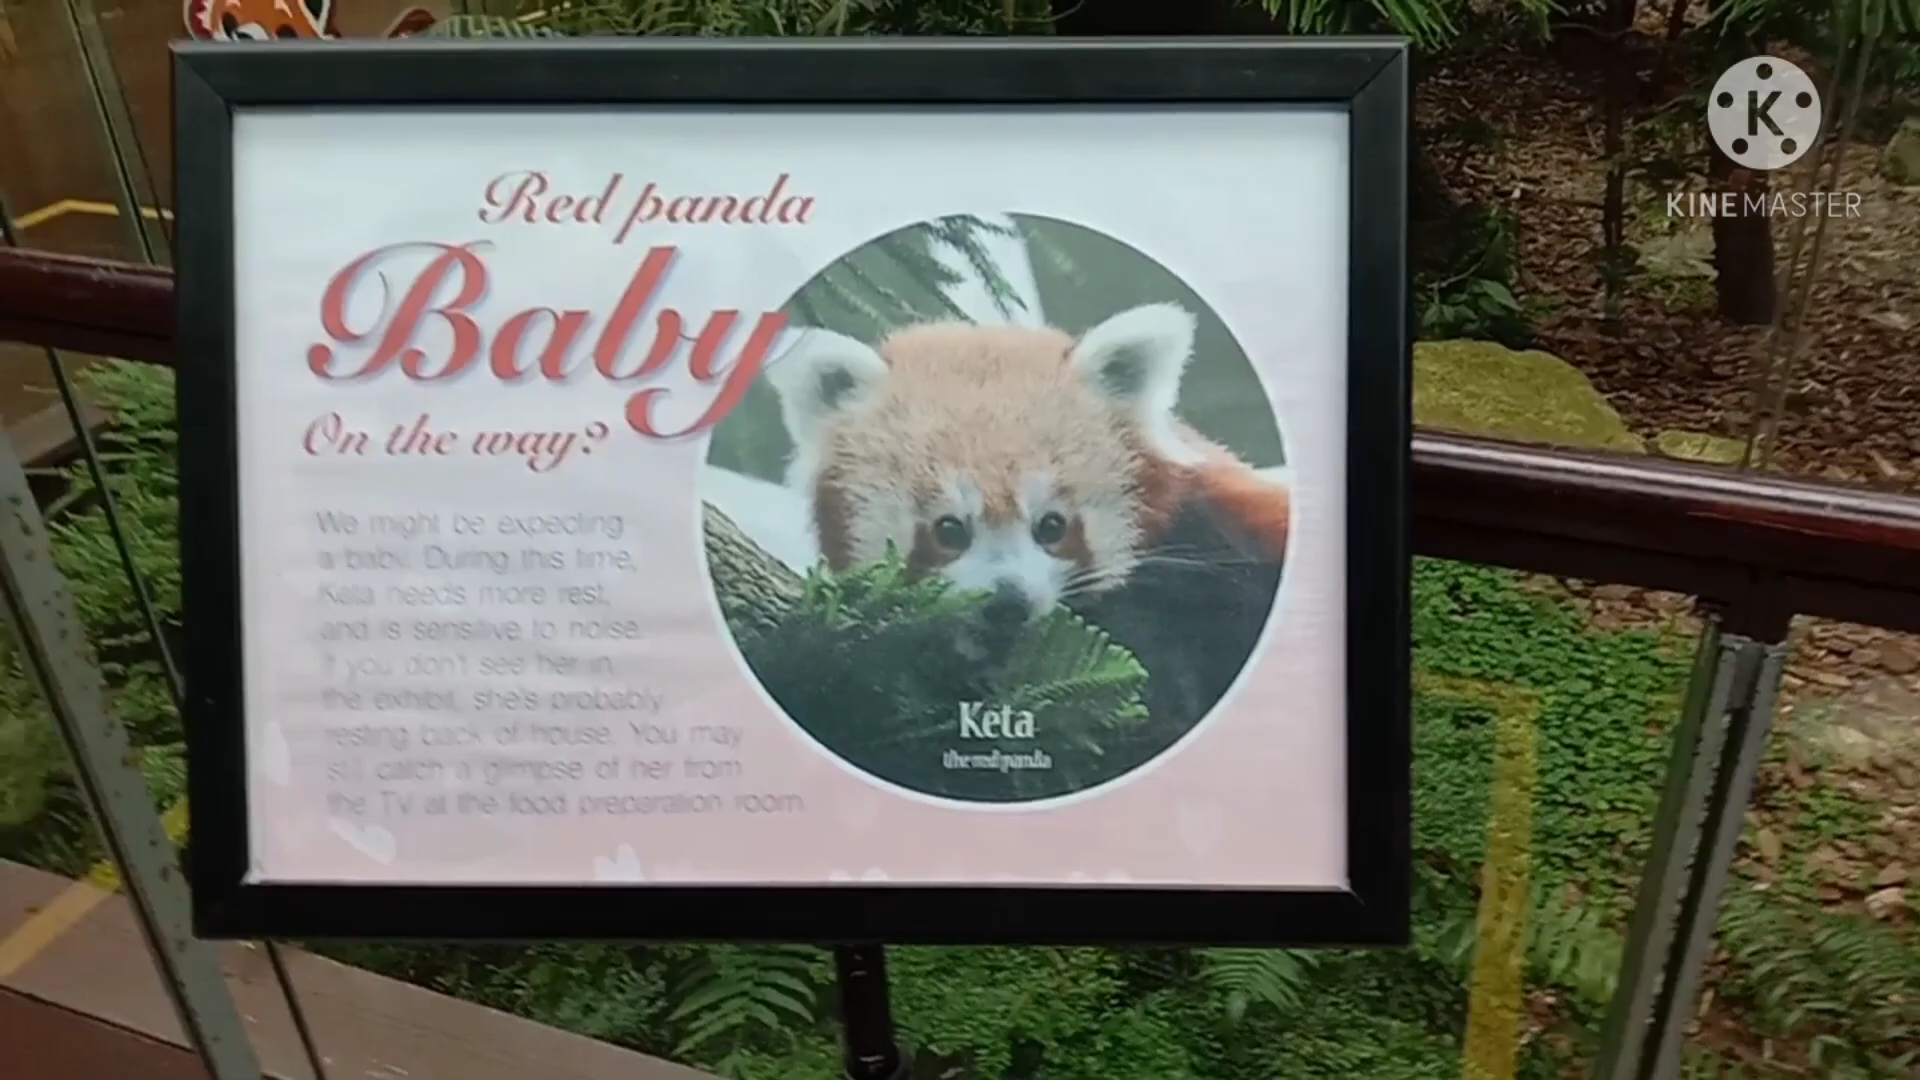 Red panda
Baby
On the way?
We might be expecting
a baby. During this time,
Keta needs more rest,
and is sensitive to noise.
If you don't see her in
the exhibit, she's probably
resting back of house. You may
still catch a glimpse of her from
the TV at the food preparation room.
Keta
the red panda
K
KINEMASTER